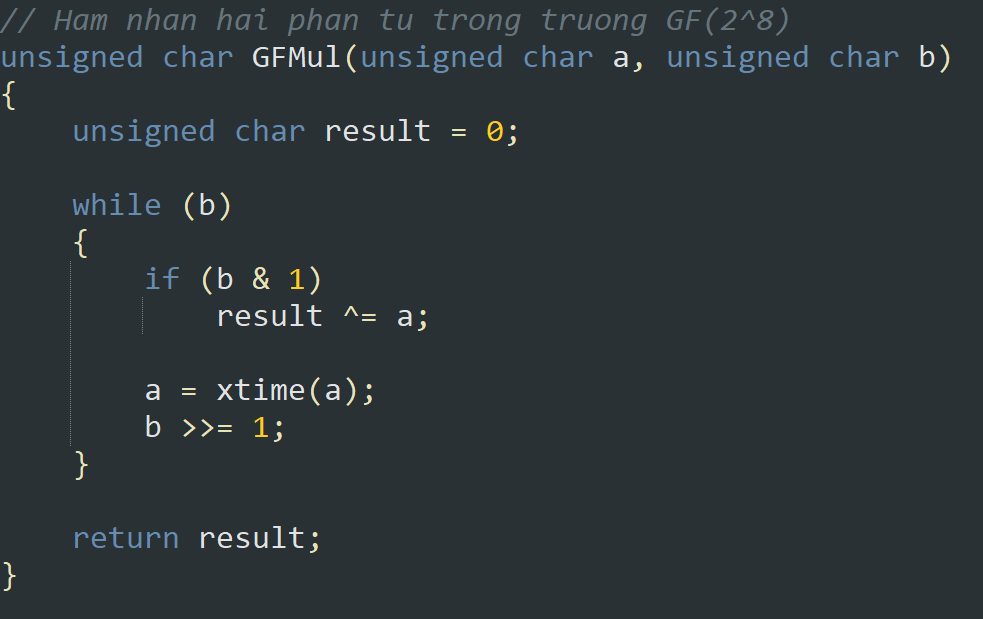 // Ham nhan hai phan tu trong truong GF(2^8)
unsigned char GFMul(unsigned char a, unsigned char b)
{
    unsigned char result = 0;

    while (b)
    {
        if (b & 1)
            result ^= a;

        a = xtime(a);
        b >>= 1;
    }

    return result;
}